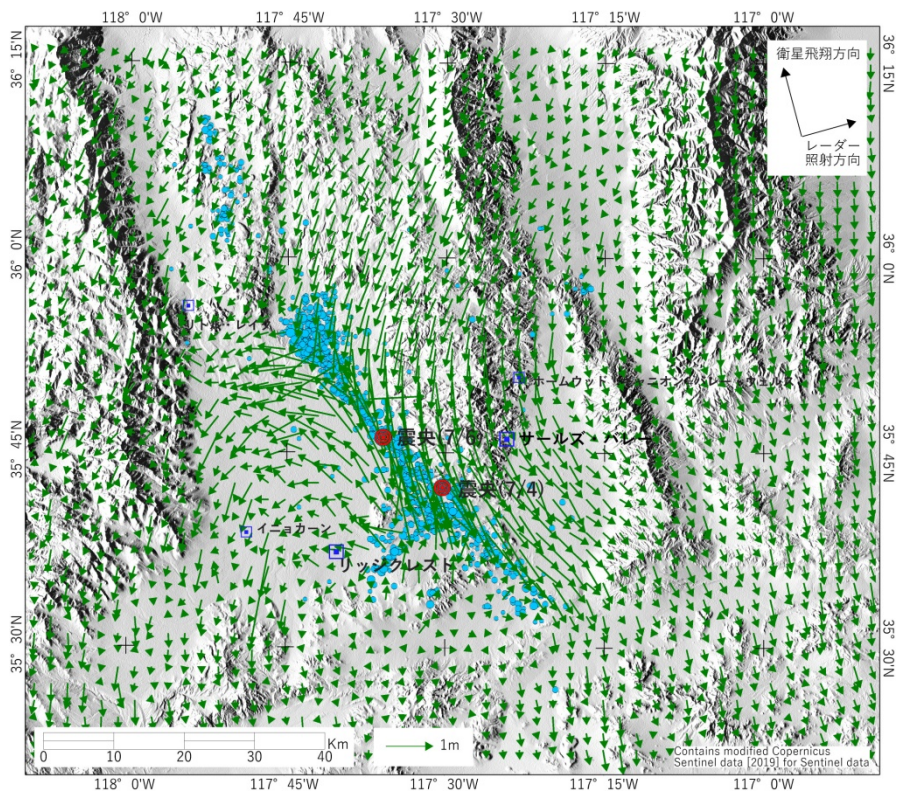 118° 0'W 117° 45'W 117° 30'W 117° 15'W 117° 0'W
36° 15'N
36° 15'N
衛星飛翔方向
レーダー
照射方向
36° 0'N
36° 0'N
震央(7/6)
サールズ・バレー
35° 45'N
35° 45'N
震央(7/4)
イニョカーン
リッジクレスト
35° 30'N
35° 30'N
0 10 20 30 40 Km
1m
Contains modified Copernicus
Sentinel data [2019] for Sentinel data
118° 0'W 117° 45'W 117° 30'W 117° 15'W 117° 0'W